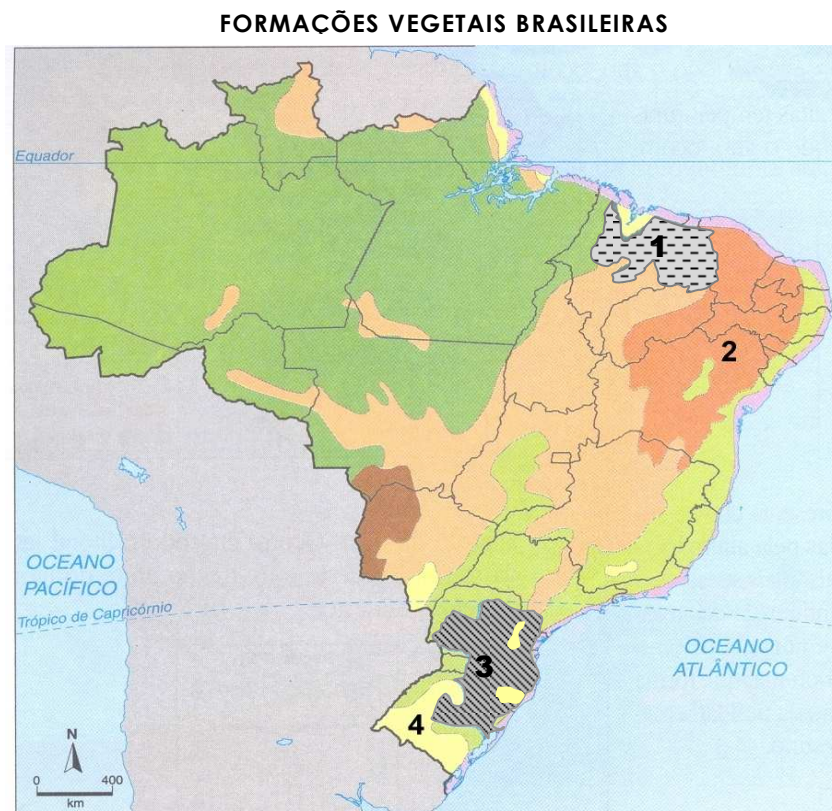 FORMAÇÕES VEGETAIS BRASILEIRAS
Equador
1
2
OCEANO
PACÍFICO
Trópico de Capricórnio
OCEANO
ATLÂNTICO
3
4
N
0 400
km